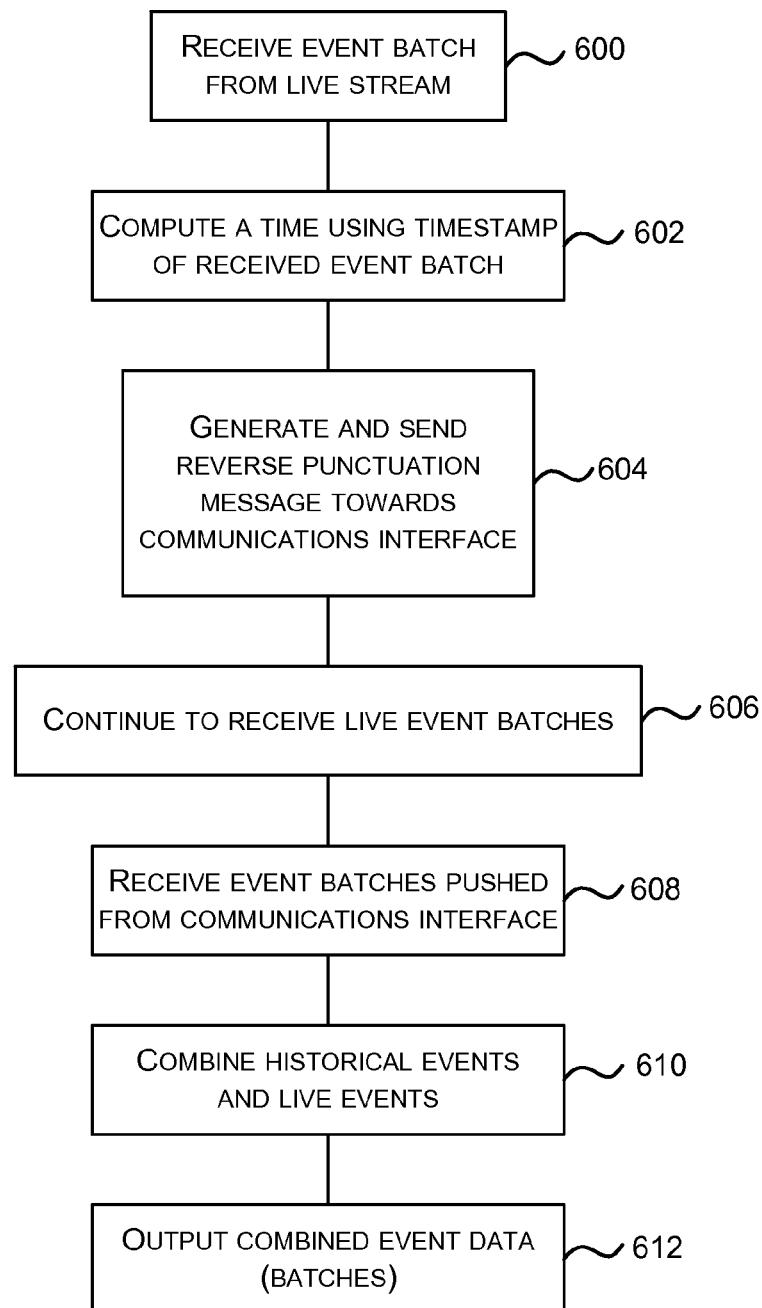 RECEIVE EVENT BATCH
FROM LIVE STREAM
600
COMPUTE A TIME USING TIMESTAMP
OF RECEIVED EVENT BATCH
602
GENERATE AND SEND
REVERSE PUNCTUATION
MESSAGE TOWARDS
COMMUNICATIONS INTERFACE
604
CONTINUE TO RECEIVE LIVE EVENT BATCHES
606
RECEIVE EVENT BATCHES PUSHED
FROM COMMUNICATIONS INTERFACE
608
COMBINE HISTORICAL EVENTS
AND LIVE EVENTS
610
OUTPUT COMBINED EVENT DATA
(BATCHES)
612